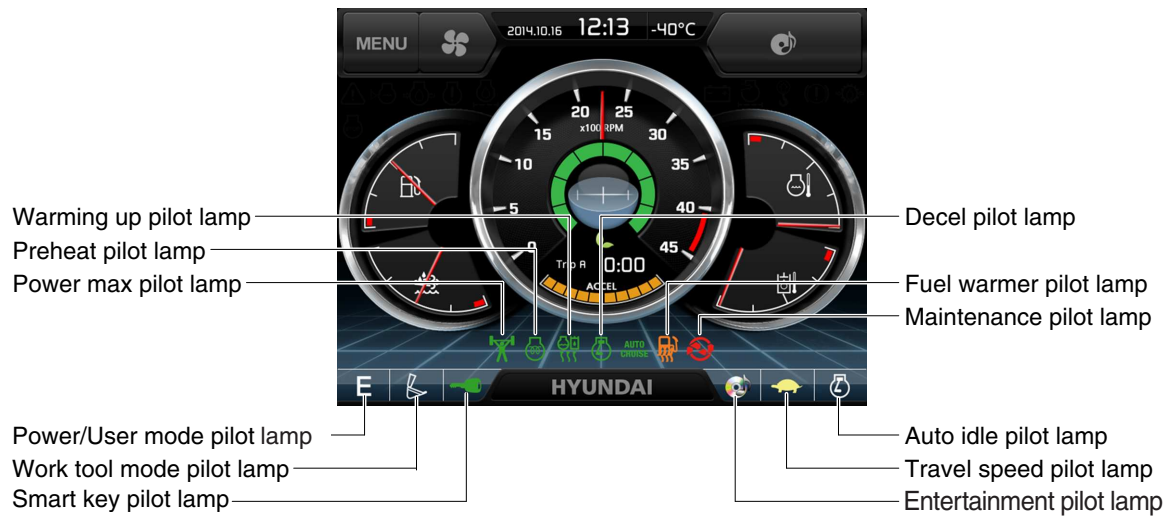 MENU
2014.10.16 12:13 -40°C
20 25
x100 RPM
15 30
10 35
5 40
0 45
Trip A 0:00
ACCEL
Warming up pilot lamp
Preheat pilot lamp
Power max pilot lamp
Decel pilot lamp
Fuel warmer pilot lamp
Maintenance pilot lamp
AUTO
CRUISE
E
HYUNDAI
Power/User mode pilot lamp
Work tool mode pilot lamp
Smart key pilot lamp
Auto idle pilot lamp
Travel speed pilot lamp
Entertainment pilot lamp